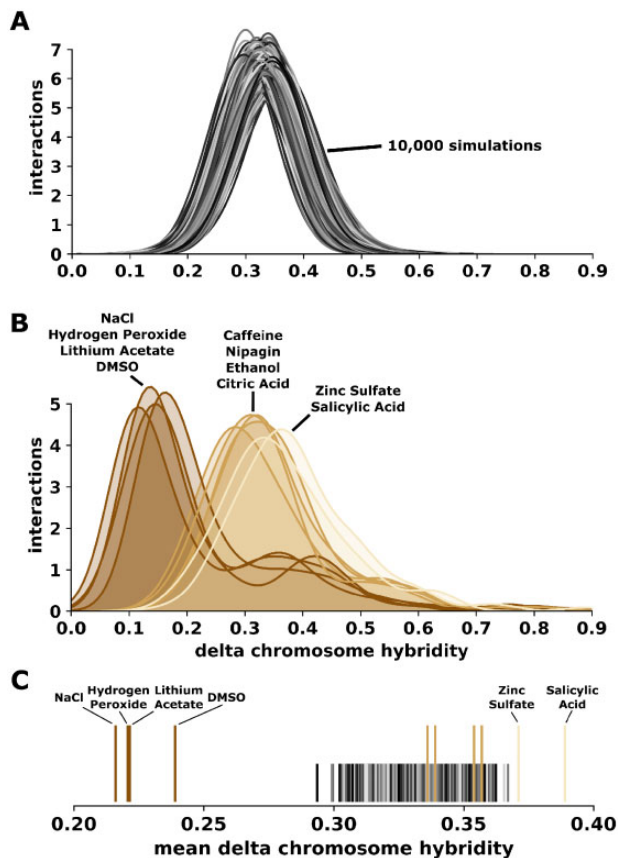 A
interactions
7
6
5
4
3
2
1
0
10,000 simulations
0.0 0.1 0.2 0.3 0.4 0.5 0.6 0.7 0.8 0.9
B
NaCl
Hydrogen Peroxide
Lithium Acetate
DMSO
Caffeine
Nipagin
Ethanol
Citric Acid
Zinc Sulfate
Salicylic Acid
interactions
5
4
3
2
1
0
0.0 0.1 0.2 0.3 0.4 0.5 0.6 0.7 0.8 0.9
delta chromosome hybridity
C
NaCl
Hydrogen
Peroxide
Lithium
Acetate
DMSO
Zinc
Sulfate
Salicylic
Acid
0.20 0.25 0.30 0.35 0.40
mean delta chromosome hybridity